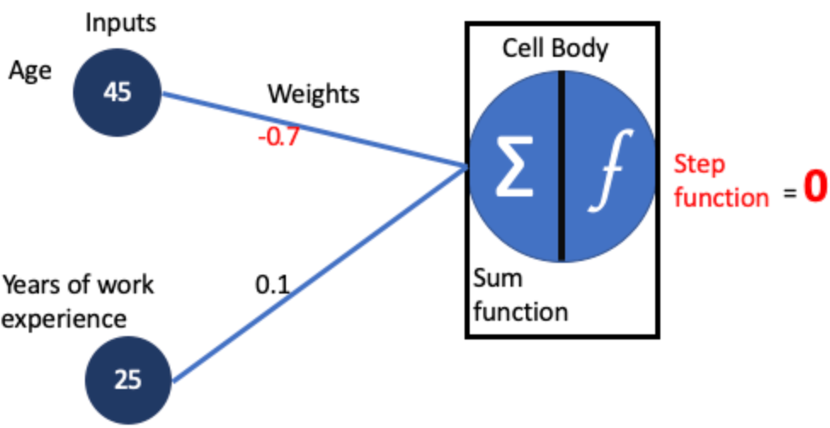 Inputs
Age
45
Weights
-0.7
Cell Body
Σ
f
Step
function = 0
Years of work
experience
0.1
25
Sum
function